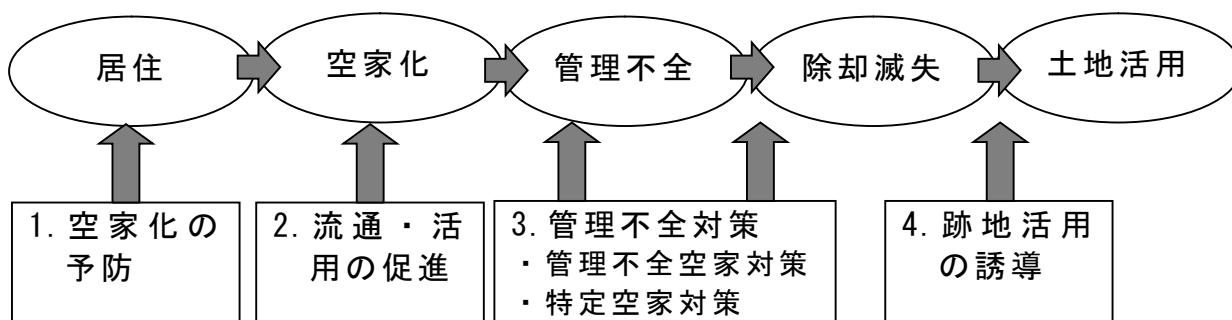 居住
空家化
管理不全
除却滅失
土地活用
1. 空家化の
予防
2. 流通・活
用の促進
3. 管理不全対策
・管理不全空家対策
・特定空家対策
4. 跡地活用
の誘導